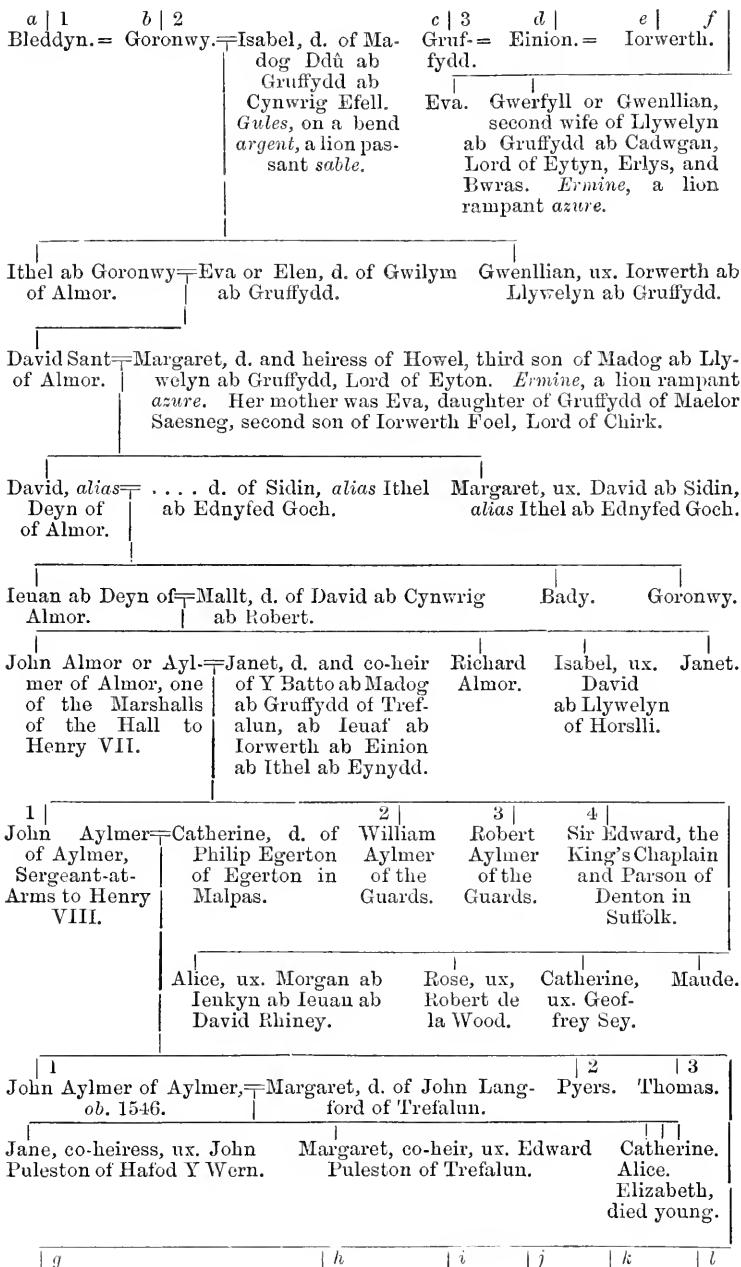 a | 1 b | 2 c | 3 d | e | f
Bleddyn. = Goronwy. = Isabel, d. of Ma-
dog Ddû ab
Gruffydd ab
Cynwrig Efell.
Gules, on a bend
argent, a lion pas-
sant sable.
Gruf- = Einion. = Iorwerth.
fydd.
Eva. Gwerfyll or Gwenllian,
second wife of Llywelyn
ab Gruffydd ab Cadwgan,
Lord of Eytyn, Erlys, and
Bwras. Ermine, a lion
rampant azure.
Ithel ab Goronwy = Eva or Elen, d. of Gwilym
of Almor. ab Gruffydd.
Gwenllian, ux. Iorwerth ab
Llywelyn ab Gruffydd.
David Sant = Margaret, d. and heiress of Howel, third son of Madog ab Lly-
of Almor. welyn ab Gruffydd, Lord of Eyton. Ermine, a lion rampant
azure. Her mother was Eva, daughter of Gruffydd of Maelor
Saesneg, second son of Iorwerth Foel, Lord of Chirk.
David, alias = . . . . d. of Sidin, alias Ithel
Deyn of ab Ednyfed Goch.
of Almor.
Margaret, ux. David ab Sidin,
alias Ithel ab Ednyfed Goch.
Ieuan ab Deyn of = Mallt, d. of David ab Cynwrig
Almor. ab Robert.
Bady. Goronwy.
John Almor or Ayl-
mer of Almor, one
of the Marshalls
of the Hall to
Henry VII.
= Janet, d. and co-heir
of Y Batto ab Madog
ab Gruffydd of Tref-
alun, ab Ieuaf ab
Iorwerth ab Einion
ab Ithel ab Eynydd.
Richard
Almor.
Isabel, ux.
David
ab Llywelyn
of Horslli.
Janet.
1 |
John Aylmer
of Aylmer,
Sergeant-at-
Arms to Henry
VIII.
= Catherine, d. of
Philip Egerton
of Egerton in
Malpas.
2 |
William
Aylmer
of the
Guards.
3 |
Robert
Aylmer
of the
Guards.
4 |
Sir Edward, the
King's Chaplain
and Parson of
Denton in
Suffolk.
Alice, ux. Morgan ab
Ienkyn ab Ieuan ab
David Rhiney.
Rose, ux,
Robert de
la Wood.
Catherine,
ux. Geof-
frey Sey.
Maude.
| 1 | 2 | 3
John Aylmer of Aylmer, = Margaret, d. of John Lang- Pyers. Thomas.
ob. 1546. ford of Trefalun.
Jane, co-heiress, ux. John
Puleston of Hafod Y Wern.
Margaret, co-heir, ux. Edward
Puleston of Trefalun.
Catherine.
Alice.
Elizabeth,
died young.
| g | h | i | j | k | l